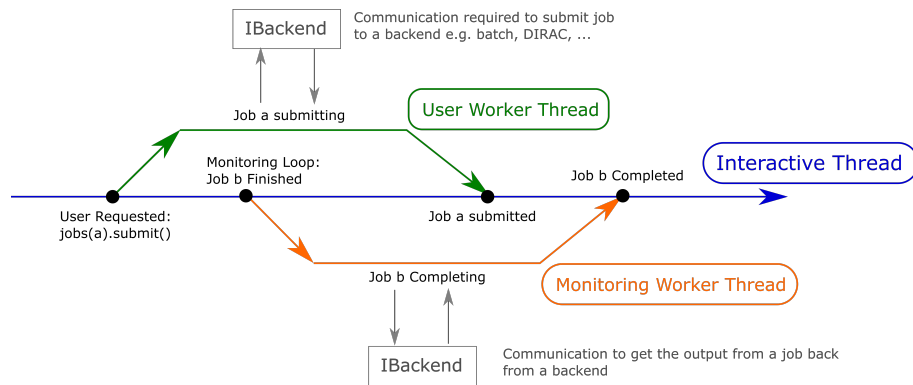 Communication required to submit job
to a backend e.g. batch, DIRAC, ...
IBackend
Job a submitting
User Worker Thread
Monitoring Loop:
Job b Finished
Interactive Thread
Job b Completed
User Requested:
jobs(a).submit()
Job a submitted
Job b Completing
Monitoring Worker Thread
IBackend
Communication to get the output from a job back
from a backend